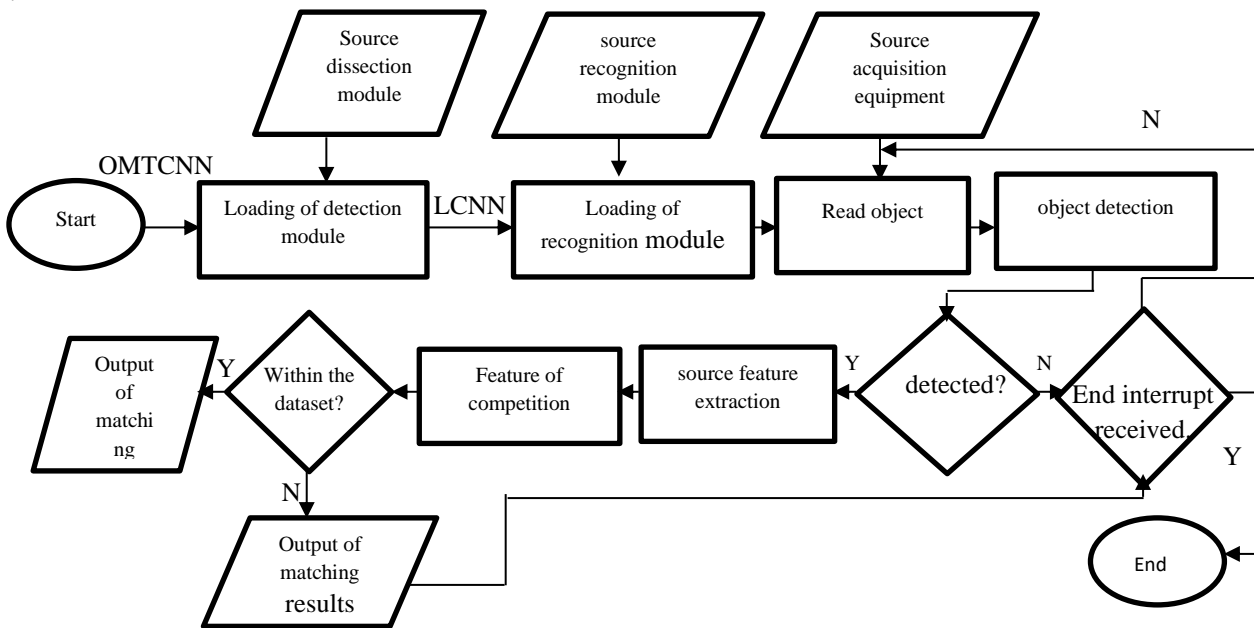 Source
dissection
module
source
recognition
module
Source
acquisition
equipment
N
OMTCNN
Start
Loading of detection
module
LCNN
Loading of
recognition module
Read object
object detection
Output
of
matchi
ng
Y
Within the
dataset?
Feature of
competition
source feature
extraction
Y
detected?
N
End interrupt
received.
Y
N
Output of
matching
results
End